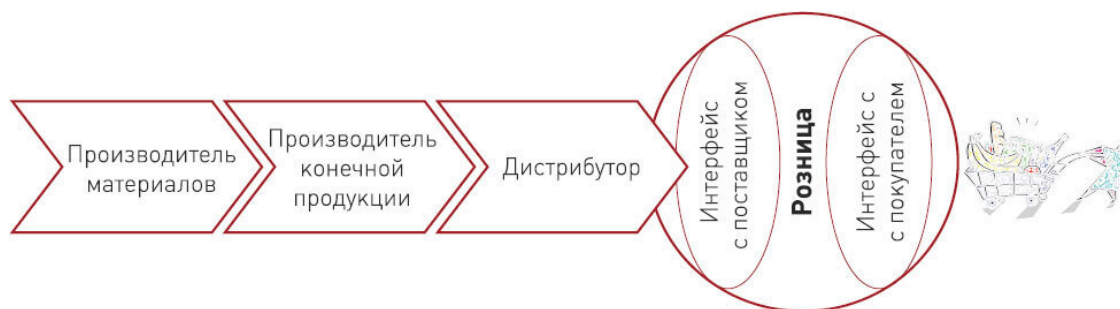 Производитель
материалов
Производитель
конечной
продукции
Дистрибутор
Интерфейс
с поставщиком
Розница
Интерфейс с
с покупателем